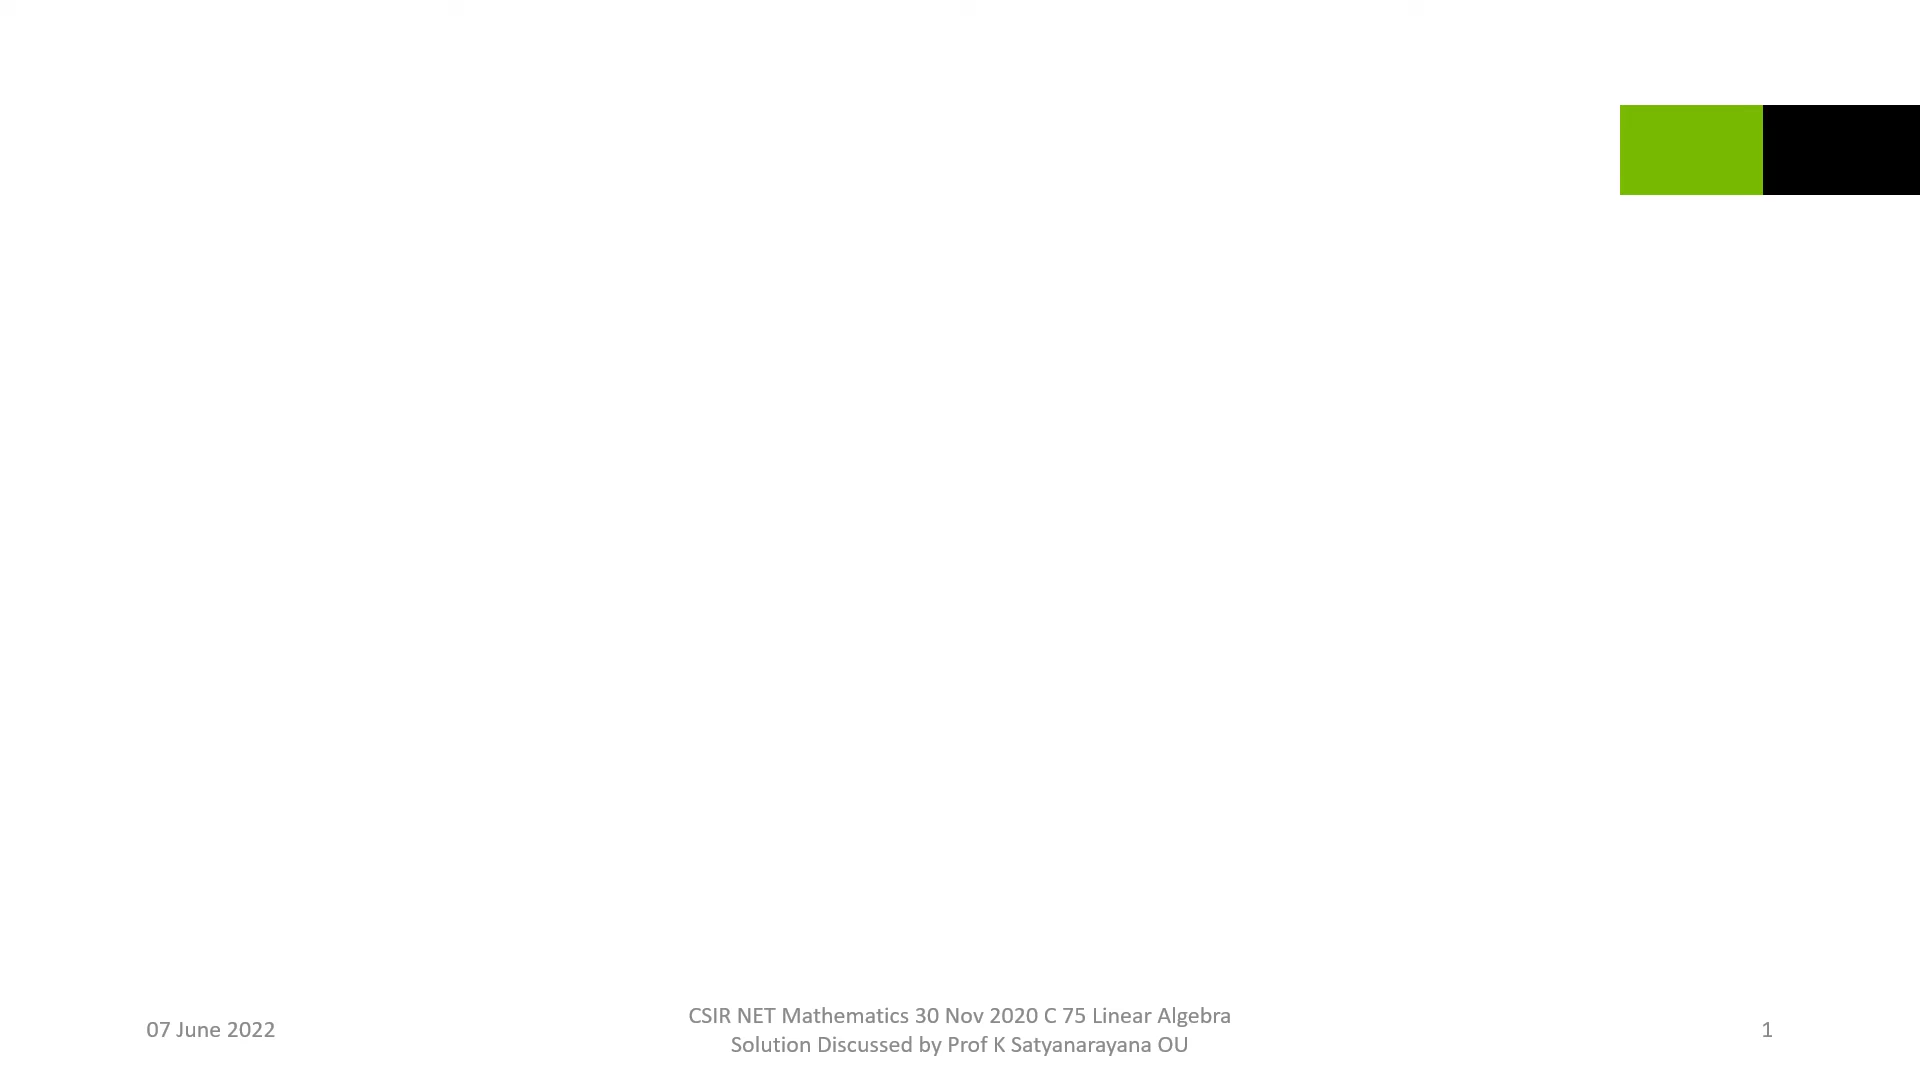 07 June 2022
CSIR NET Mathematics 30 Nov 2020 C 75 Linear Algebra
Solution Discussed by Prof K Satyanarayana OU
1